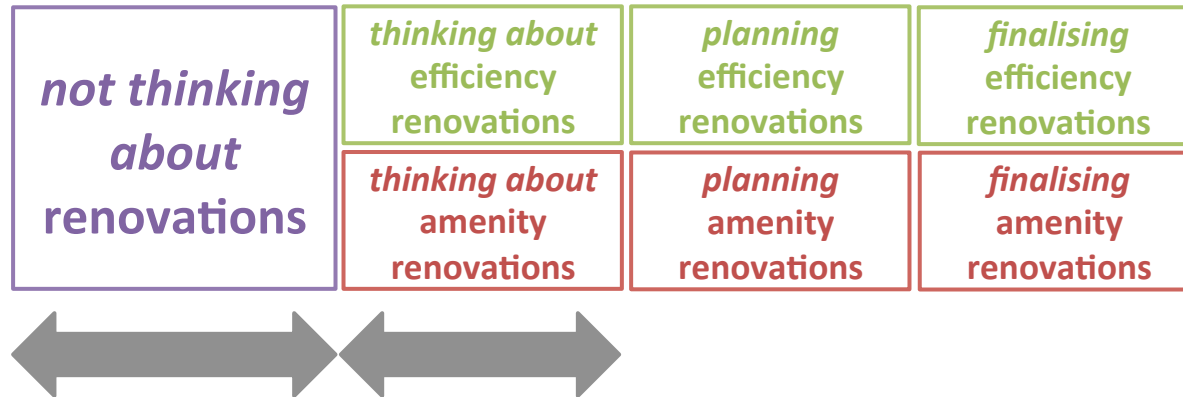 not thinking
about
renovations
thinking about
efficiency
renovations
planning
efficiency
renovations
finalising
efficiency
renovations
thinking about
amenity
renovations
planning
amenity
renovations
finalising
amenity
renovations